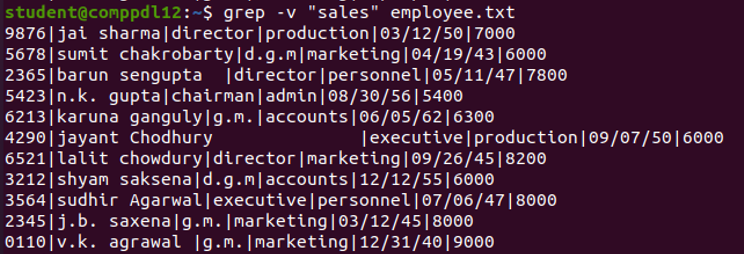 student@comppdl12:~$ grep -v "sales" employee.txt
9876|jai sharma|director|production|03/12/50|7000
5678|sumit chakrobarty|d.g.m|marketing|04/19/43|6000
2365|barun sengupta  |director|personnel|05/11/47|7800
5423|n.k. gupta|chairman|admin|08/30/56|5400
6213|karuna ganguly|g.m.|accounts|06/05/62|6300
4290|jayant Chodhury              |executive|production|09/07/50|6000
6521|lalit chowdury|director|marketing|09/26/45|8200
3212|shyam saksena|d.g.m|accounts|12/12/55|6000
3564|sudhir Agarwal|executive|personnel|07/06/47|8000
2345|j.b. saxena|g.m.|marketing|03/12/45|8000
0110|v.k. agrawal |g.m.|marketing|12/31/40|9000